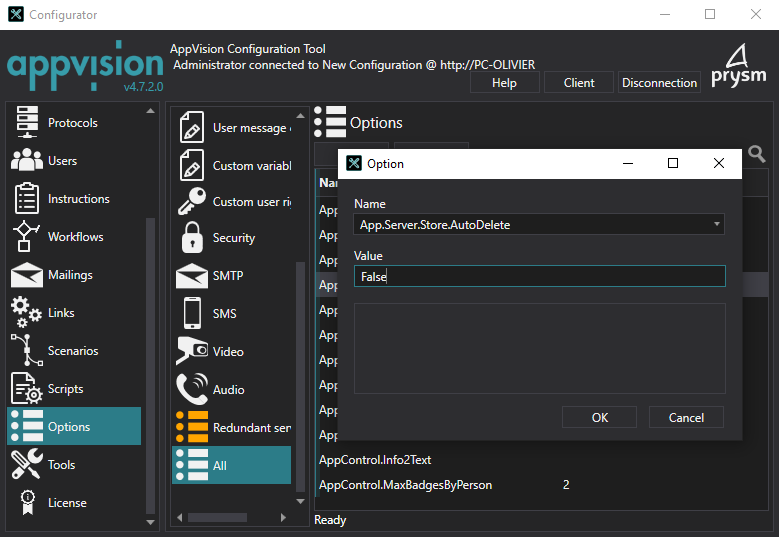 Configurator
appvision
v4.7.2.0
AppVision Configuration Tool
Administrator connected to New Configuration @ http://PC-OLIVIER
Help
Client
Disconnection
prysm
Protocols
Users
Instructions
Workflows
Mailings
Links
Scenarios
Scripts
Options
Tools
License
User message
Custom variabl
Custom user rig
Security
SMTP
SMS
Video
Audio
Redundant serv
All
Options
Nam
App
App
App
App
App
App
App
App
App
App
AppControl.Info2Text
AppControl.MaxBadgesByPerson 2
Ready
Option
Name
App.Server.Store.AutoDelete
Value
False
OK
Cancel